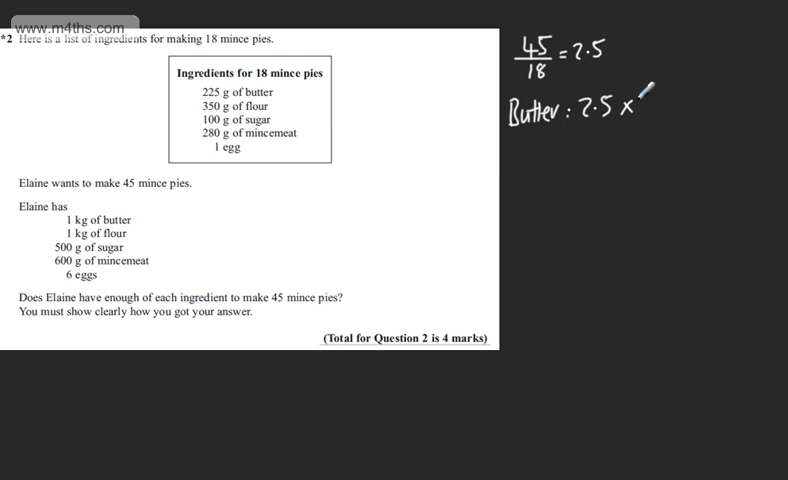 www.m4ths.com
*2 Here is a list of ingredients for making 18 mince pies.
Ingredients for 18 mince pies
225 g of butter
350 g of flour
100 g of sugar
280 g of mincemeat
1 egg
Elaine wants to make 45 mince pies.
Elaine has
1 kg of butter
1 kg of flour
500 g of sugar
600 g of mincemeat
6 eggs
Does Elaine have enough of each ingredient to make 45 mince pies?
You must show clearly how you got your answer.
(Total for Question 2 is 4 marks)
45/18 = 2.5
Butter: 2.5 x